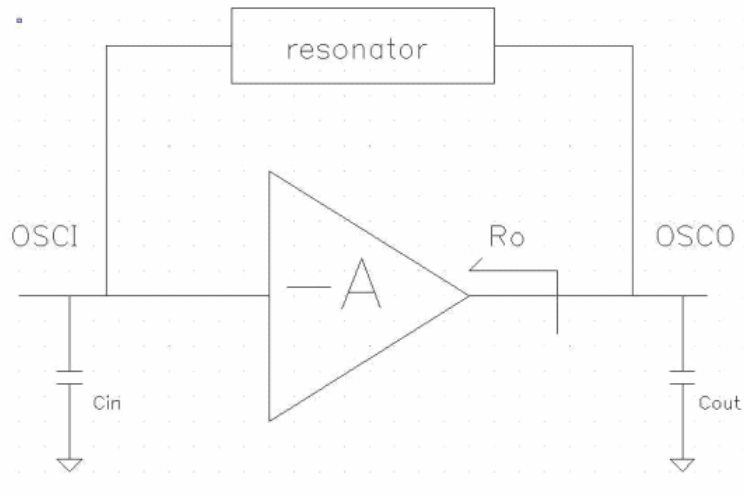 resonator
OSCI
Ro
OSCO
−A
Cin
Cout